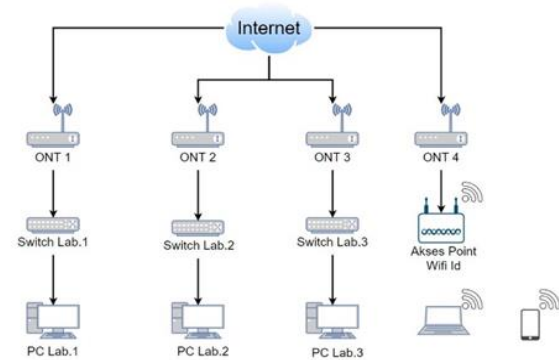 Internet
ONT 1
ONT 2
ONT 3
ONT 4
Switch Lab.1
Switch Lab.2
Switch Lab.3
Akses Point
Wifi Id
PC Lab.1
PC Lab.2
PC Lab.3